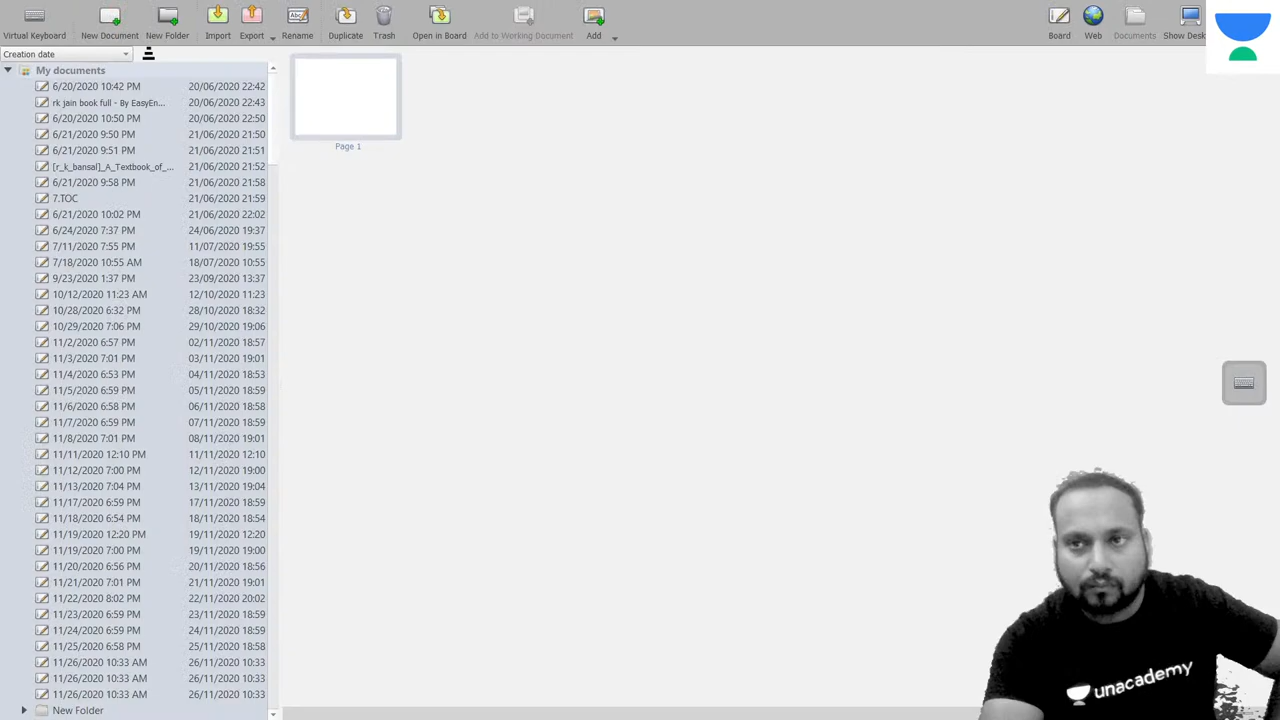 Virtual Keyboard New Document New Folder Import Export Rename Duplicate Trash Open in Board Add to Working Document Add Board Web Documents Show Desk
Creation date
My documents
6/20/2020 10:42 PM 20/06/2020 22:42
rk jain book full - By EasyEn... 20/06/2020 22:43
6/20/2020 10:50 PM 20/06/2020 22:50
6/21/2020 9:50 PM 21/06/2020 21:50
6/21/2020 9:51 PM 21/06/2020 21:51
[r_k_bansal]_A_Textbook_of_... 21/06/2020 21:52
6/21/2020 9:58 PM 21/06/2020 21:58
7.TOC 21/06/2020 21:59
6/21/2020 10:02 PM 21/06/2020 22:02
6/24/2020 7:37 PM 24/06/2020 19:37
7/11/2020 7:55 PM 11/07/2020 19:55
7/18/2020 10:55 AM 18/07/2020 10:55
9/23/2020 1:37 PM 23/09/2020 13:37
10/12/2020 11:23 AM 12/10/2020 11:23
10/28/2020 6:32 PM 28/10/2020 18:32
10/29/2020 7:06 PM 29/10/2020 19:06
11/2/2020 6:57 PM 02/11/2020 18:57
11/3/2020 7:01 PM 03/11/2020 19:01
11/4/2020 6:53 PM 04/11/2020 18:53
11/5/2020 6:59 PM 05/11/2020 18:59
11/6/2020 6:58 PM 06/11/2020 18:58
11/7/2020 6:59 PM 07/11/2020 18:59
11/8/2020 7:01 PM 08/11/2020 19:01
11/11/2020 12:10 PM 11/11/2020 12:10
11/12/2020 7:00 PM 12/11/2020 19:00
11/13/2020 7:04 PM 13/11/2020 19:04
11/17/2020 6:59 PM 17/11/2020 18:59
11/18/2020 6:54 PM 18/11/2020 18:54
11/19/2020 12:20 PM 19/11/2020 12:20
11/19/2020 7:00 PM 19/11/2020 19:00
11/20/2020 6:56 PM 20/11/2020 18:56
11/21/2020 7:01 PM 21/11/2020 19:01
11/22/2020 8:02 PM 22/11/2020 20:02
11/23/2020 6:59 PM 23/11/2020 18:59
11/24/2020 6:59 PM 24/11/2020 18:59
11/25/2020 6:58 PM 25/11/2020 18:58
11/26/2020 10:33 AM 26/11/2020 10:33
11/26/2020 10:33 AM 26/11/2020 10:33
11/26/2020 10:33 AM 26/11/2020 10:33
New Folder
Page 1
unacademy